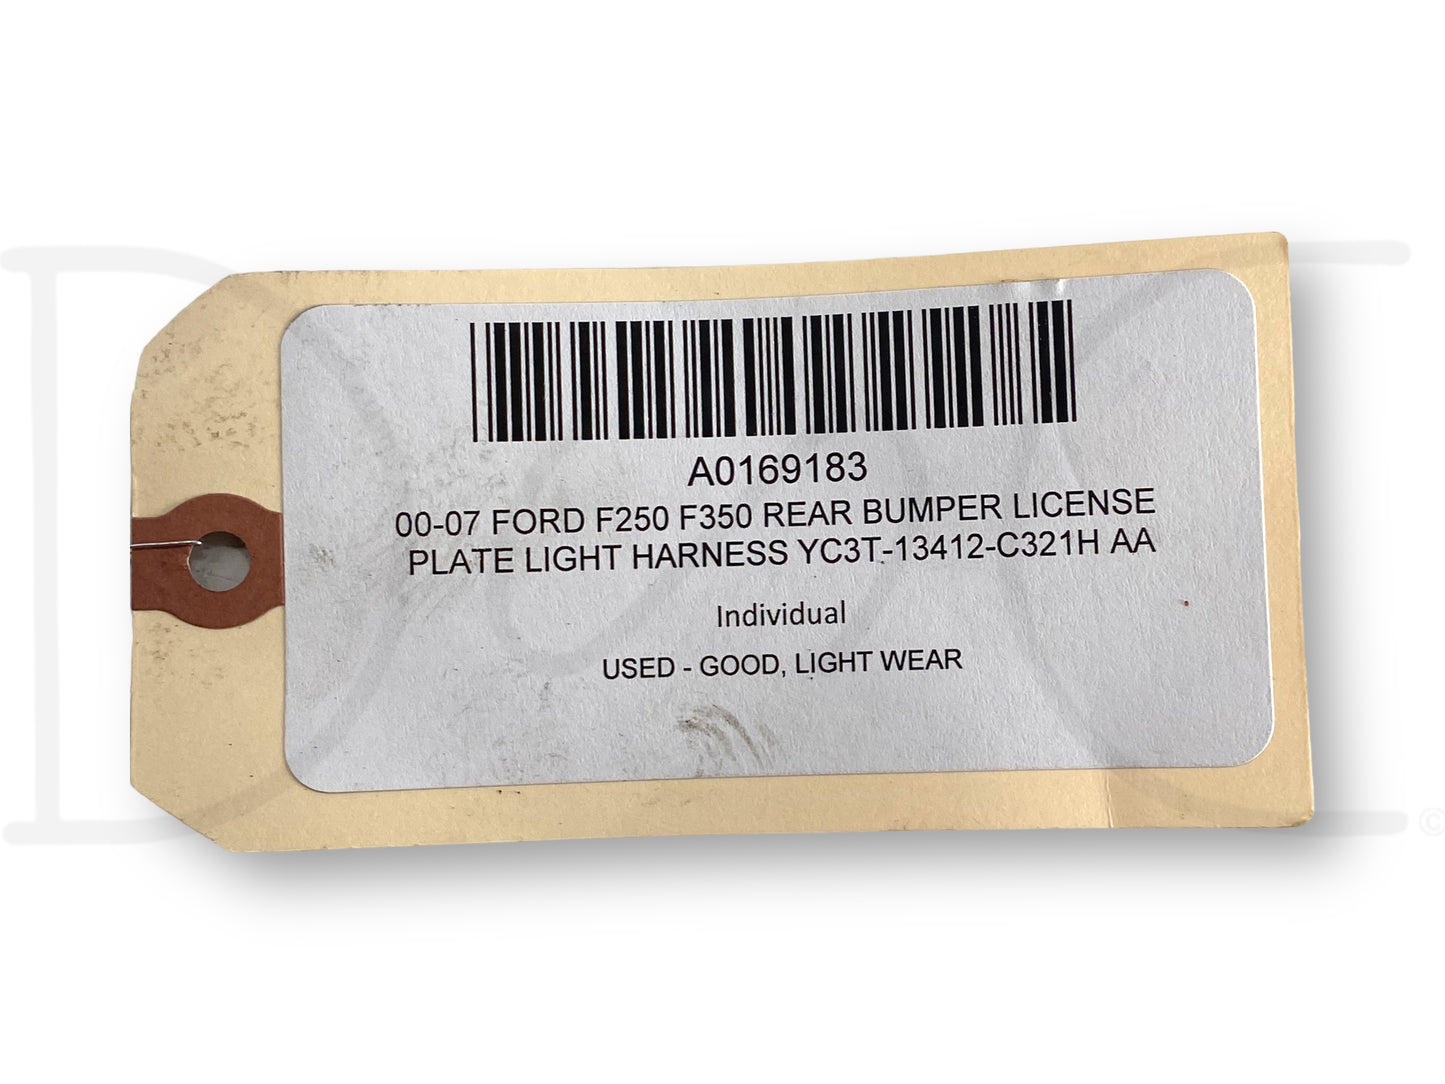 A0169183
00-07 FORD F250 F350 REAR BUMPER LICENSE
PLATE LIGHT HARNESS YC3T-13412-C321H AA
Individual
USED - GOOD, LIGHT WEAR
©